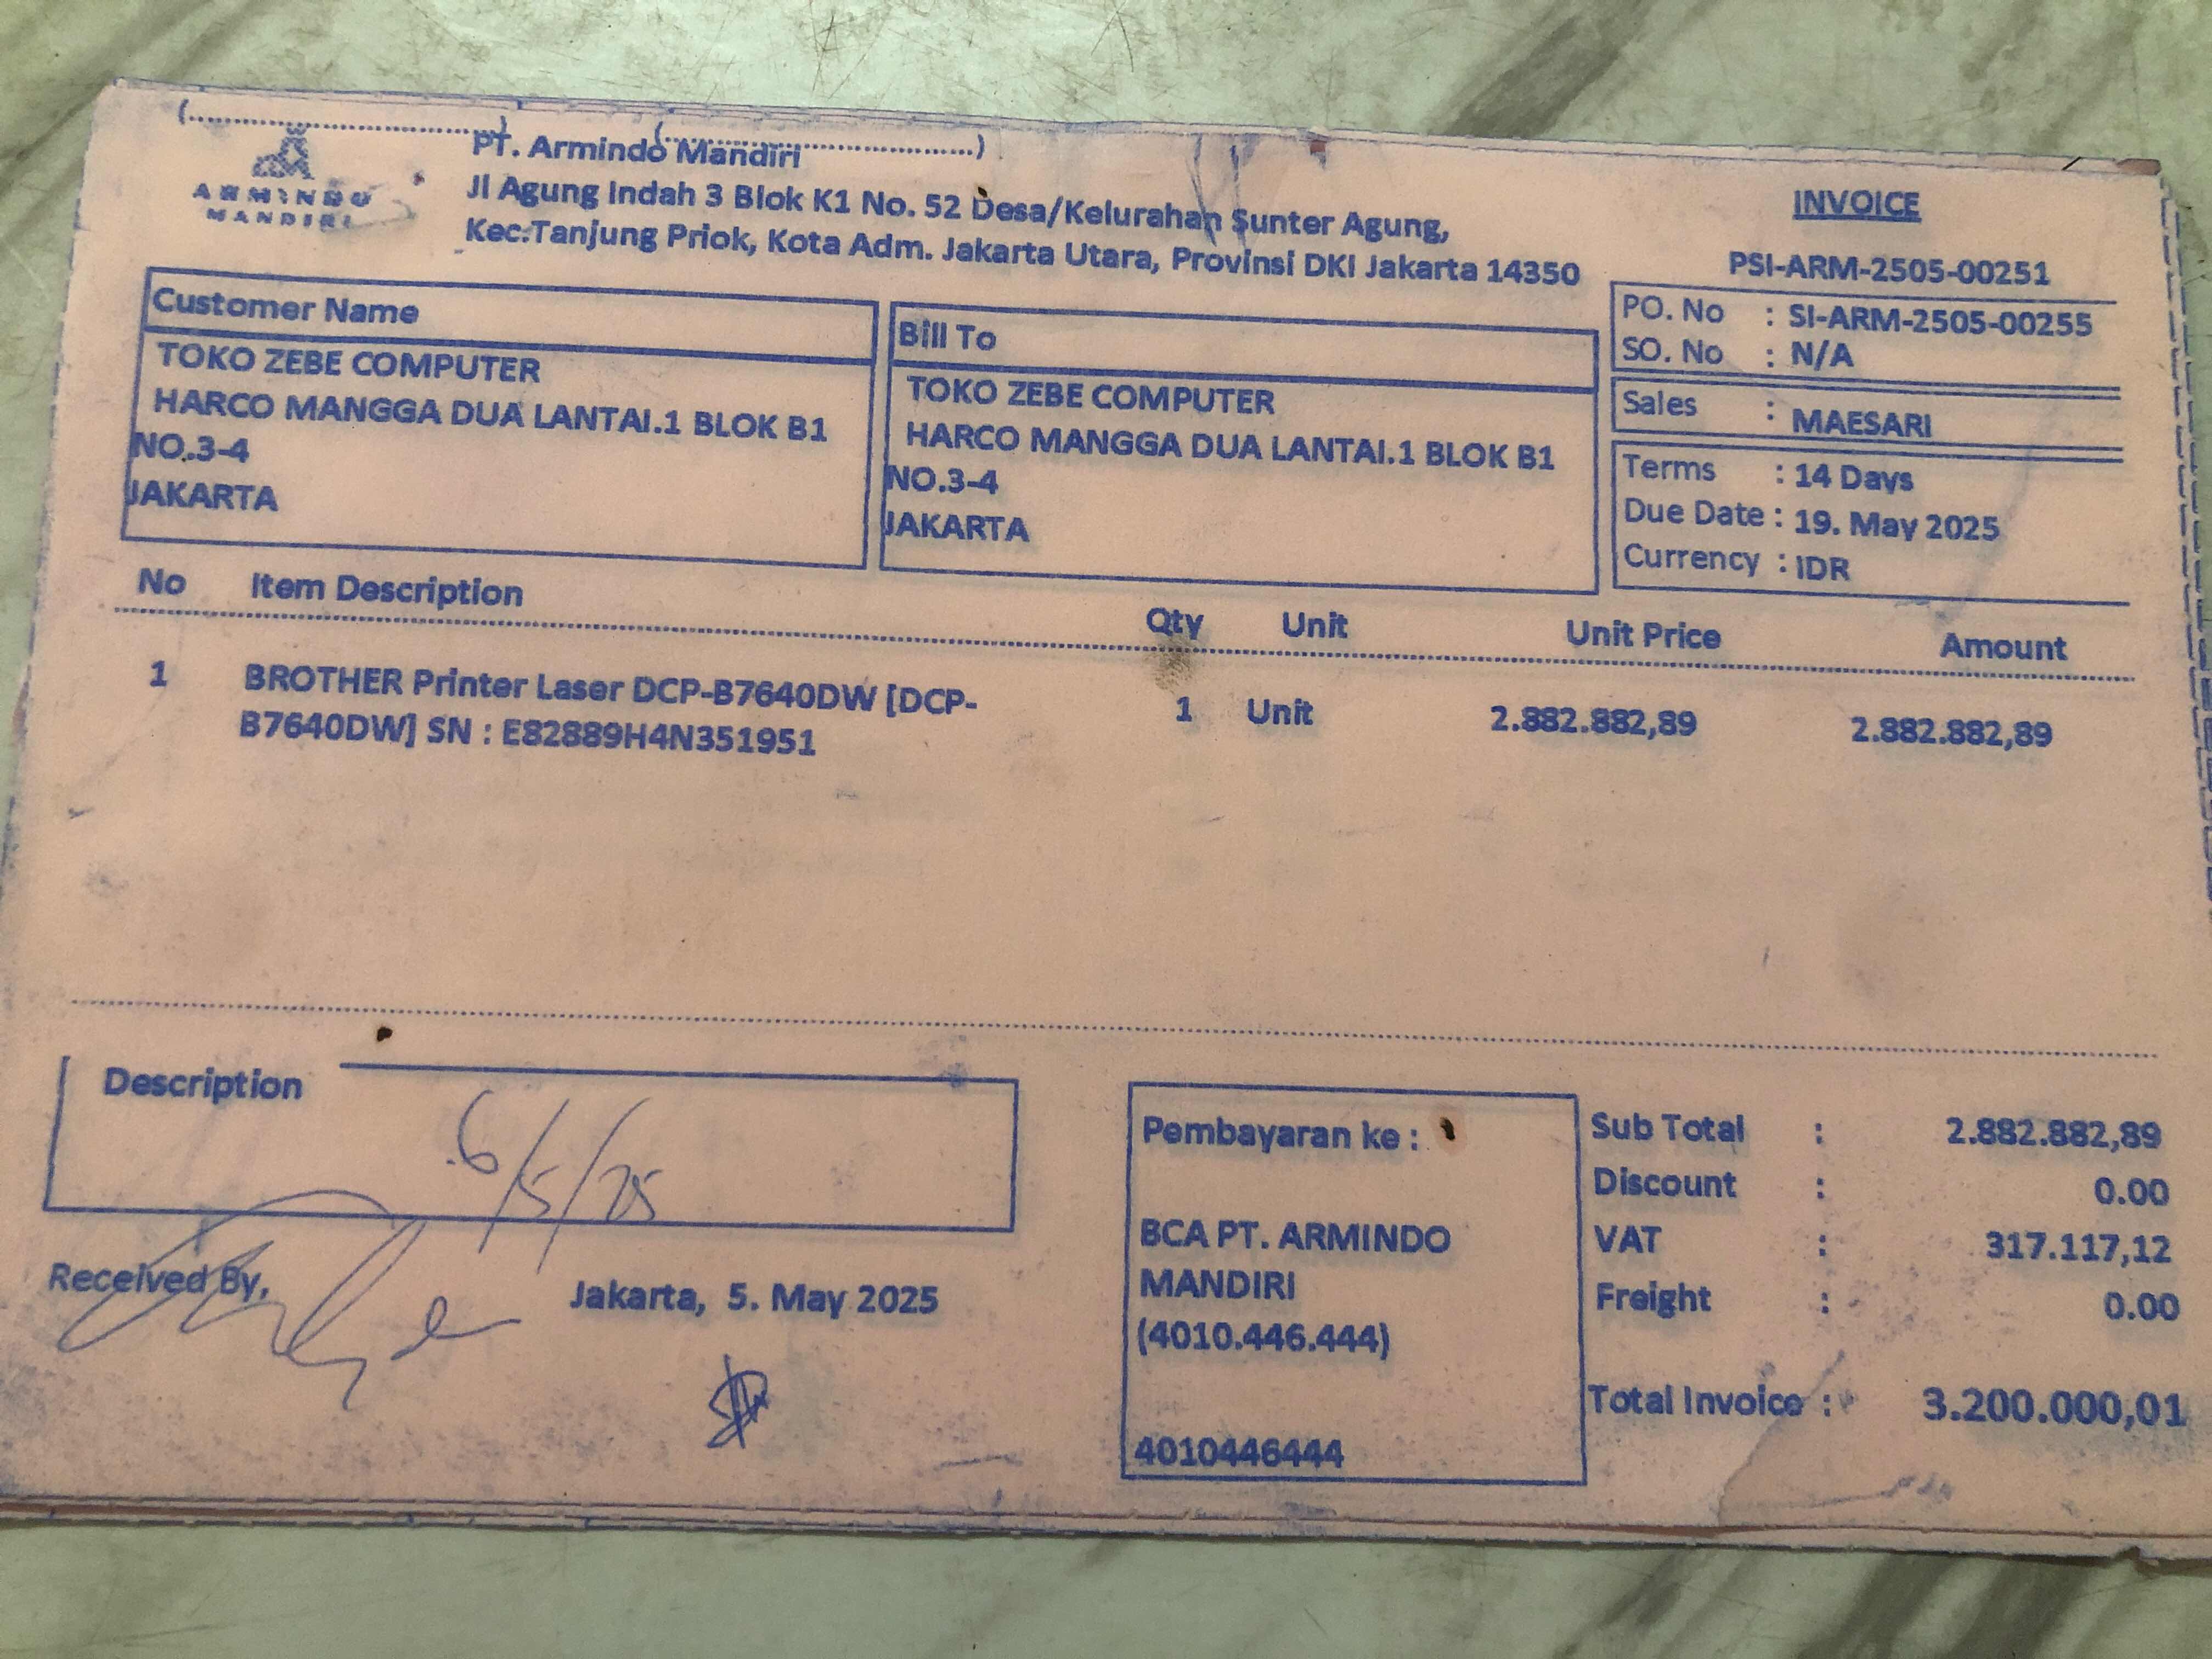 (..............................)
(..............................)
ARMINDO
MANDIRI
PT. Armindo Mandiri
Jl Agung Indah 3 Blok K1 No. 52 Desa/Kelurahan Sunter Agung,
Kec.Tanjung Priok, Kota Adm. Jakarta Utara, Provinsi DKI Jakarta 14350
INVOICE
PSI-ARM-2505-00251
PO. No : SI-ARM-2505-00255
SO. No : N/A
Sales : MAESARI
Terms : 14 Days
Due Date : 19. May 2025
Currency : IDR
Customer Name
TOKO ZEBE COMPUTER
HARCO MANGGA DUA LANTAI.1 BLOK B1
NO.3-4
JAKARTA
Bill To
TOKO ZEBE COMPUTER
HARCO MANGGA DUA LANTAI.1 BLOK B1
NO.3-4
JAKARTA
No Item Description Qty Unit Unit Price Amount
1 BROTHER Printer Laser DCP-B7640DW [DCP- 1 Unit 2.882.882,89 2.882.882,89
B7640DW] SN : E82889H4N351951
Description
6/5/25
Received By,
Jakarta, 5. May 2025
Pembayaran ke :
BCA PT. ARMINDO
MANDIRI
(4010.446.444)
4010446444
Sub Total : 2.882.882,89
Discount : 0.00
VAT : 317.117,12
Freight : 0.00
Total Invoice : 3.200.000,01